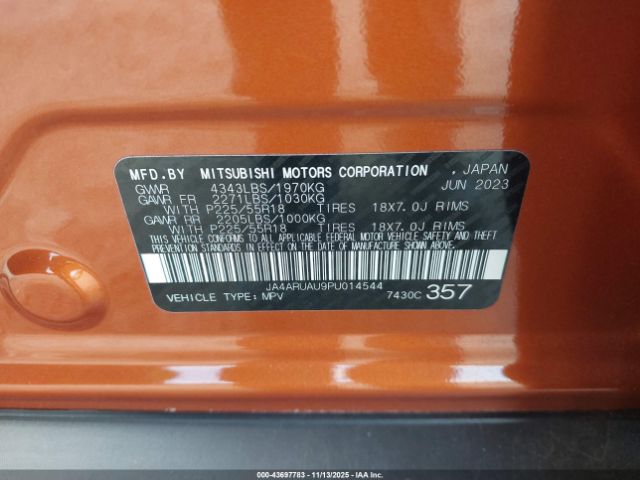 MFD.BY MITSUBISHI MOTORS CORPORATION , JAPAN
GVWR 4343LBS/1970KG JUN 2023
GAWR FR 2271LBS/1030KG
WITH P225/55R18 TIRES 18X7.0J RIMS
GAWR RR 2205LBS/1000KG
WITH P225/55R18 TIRES 18X7.0J RIMS
THIS VEHICLE CONFORMS TO ALL APPLICABLE FEDERAL MOTOR VEHICLE SAFETY AND THEFT
PREVENTION STANDARDS IN EFFECT ON THE DATE OF MANUFACTURE SHOWN ABOVE.
JA4ARUAU9PU014544
VEHICLE TYPE:MPV 7430C 357
000-43697783 - 11/13/2025 - IAAI.COM